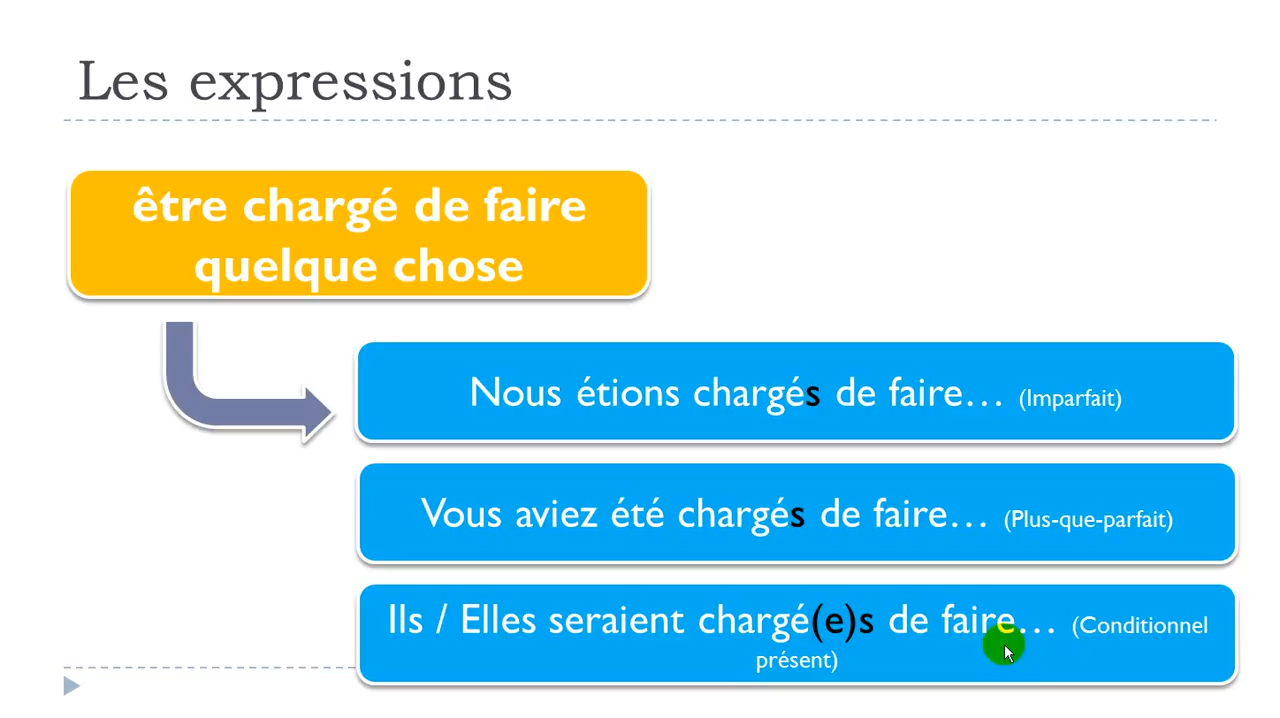 Les expressions
être chargé de faire
quelque chose
Nous étions chargés de faire… (Imparfait)
Vous aviez été chargés de faire… (Plus-que-parfait)
Ils / Elles seraient chargé(e)s de faire… (Conditionnel
présent)